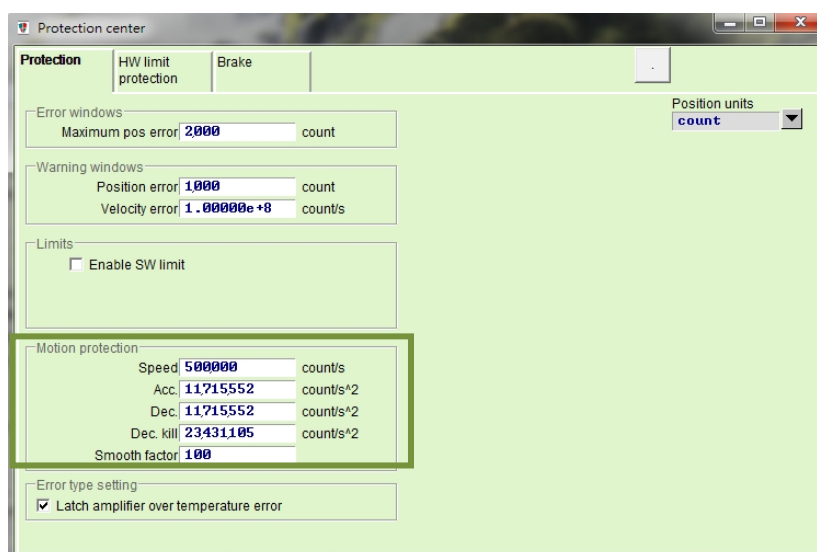 Protection center
Protection
HW limit protection
Brake
.
Position units
count
Error windows
Maximum pos error 2,000 count
Warning windows
Position error 1,000 count
Velocity error 1.00000e+8 count/s
Limits
Enable SW limit
Motion protection
Speed 500,000 count/s
Acc. 11,715,552 count/s^2
Dec. 11,715,552 count/s^2
Dec. kill 23,431,105 count/s^2
Smooth factor 100
Error type setting
Latch amplifier over temperature error